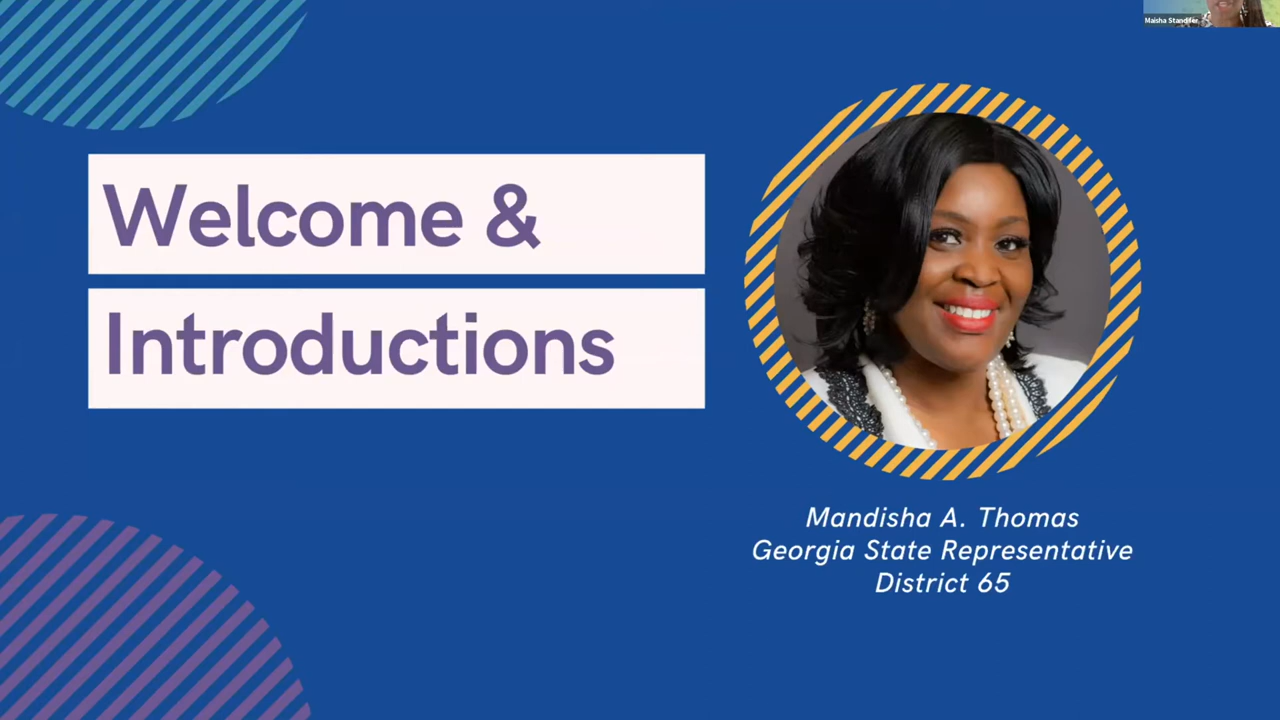 Maisha Standifer
Welcome &
Introductions
Mandisha A. Thomas
Georgia State Representative
District 65